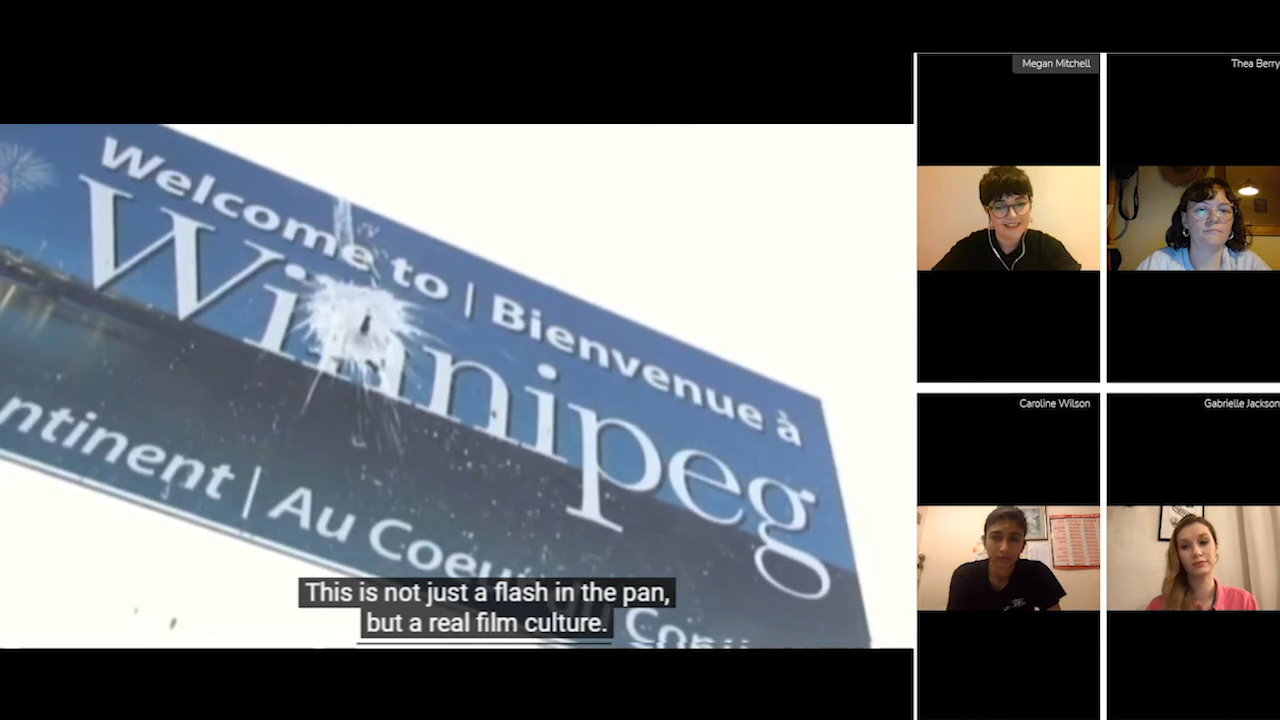 Megan Mitchell
Thea Berry
Welcome to | Bienvenue à
Winnipeg
ntinent | Au Coeur
This is not just a flash in the pan,
but a real film culture.
Caroline Wilson
Gabrielle Jackson